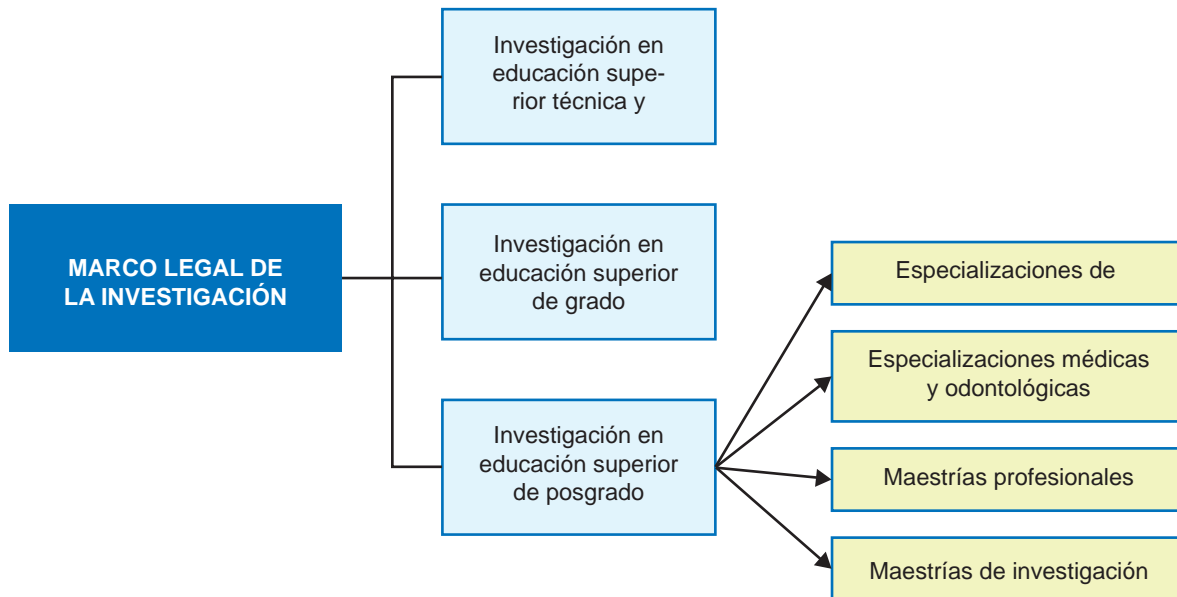 Investigación en
educación supe-
rior técnica y
MARCO LEGAL DE
LA INVESTIGACIÓN
Investigación en
educación superior
de grado
Investigación en
educación superior
de posgrado
Especializaciones de
Especializaciones médicas
y odontológicas
Maestrías profesionales
Maestrías de investigación